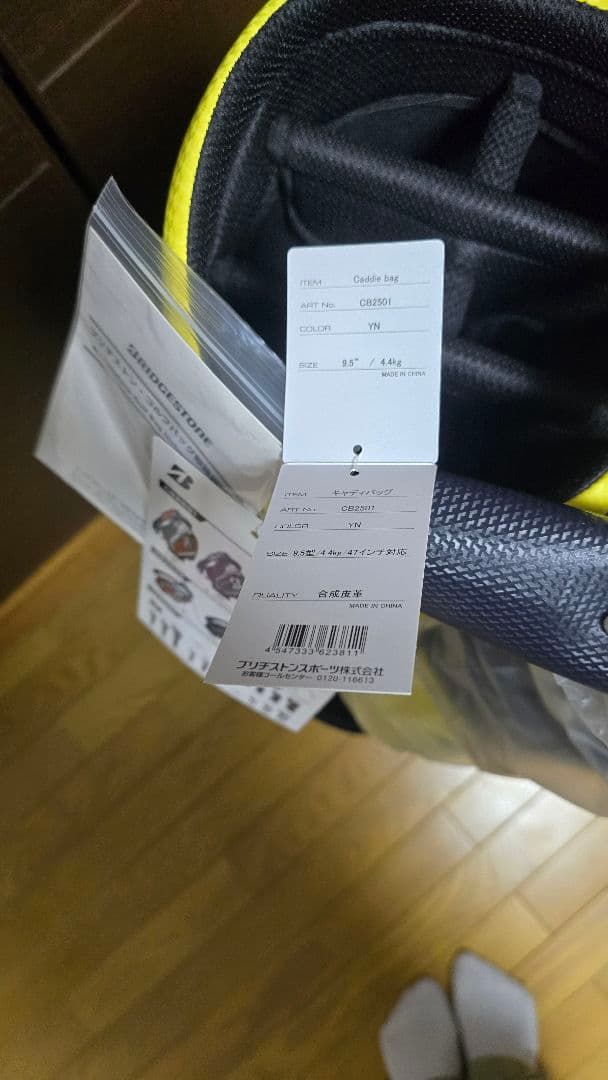 ITEM Caddie bag
ART No. CB2501
COLOR YN
SIZE 9.5" / 4.4kg
MADE IN CHINA
ITEM キャディバッグ
ART No. CB2501
COLOR YN
SIZE 9.5型/4.4kg/47インチ対応
QUALITY 合成皮革
MADE IN CHINA
4 547333 623811
ブリヂストンスポーツ株式会社
お客様コールセンター 0120-116613
BRIDGESTONE